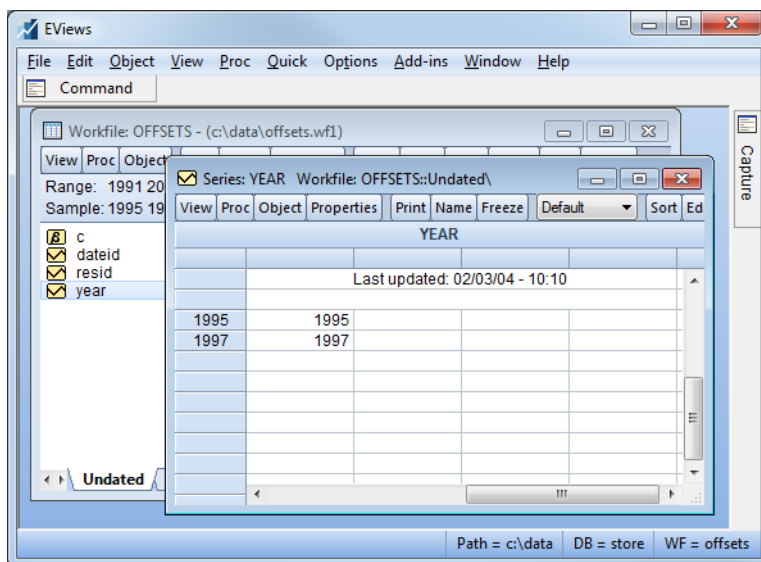 EViews
File Edit Object View Proc Quick Options Add-ins Window Help
Command
Workfile: OFFSETS - (c:\data\offsets.wf1)
View Proc Object
Range: 1991 20
Sample: 1995 19
β c
dateid
resid
year
Undated
Series: YEAR Workfile: OFFSETS::Undated\
View Proc Object Properties Print Name Freeze Default Sort Ed
YEAR
Last updated: 02/03/04 - 10:10
1995 1995
1997 1997
Capture
Path = c:\data DB = store WF = offsets